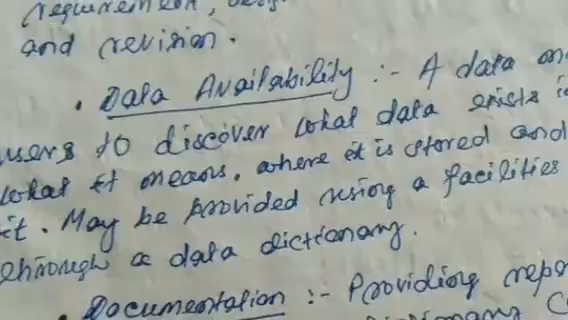 requirement,
and revision.
• Data Availability :- A data
users to discover what data exists
what it means, where it is stored and
it. May be provided using a facilities
through a data dictionary.
• Documentation :- Providing